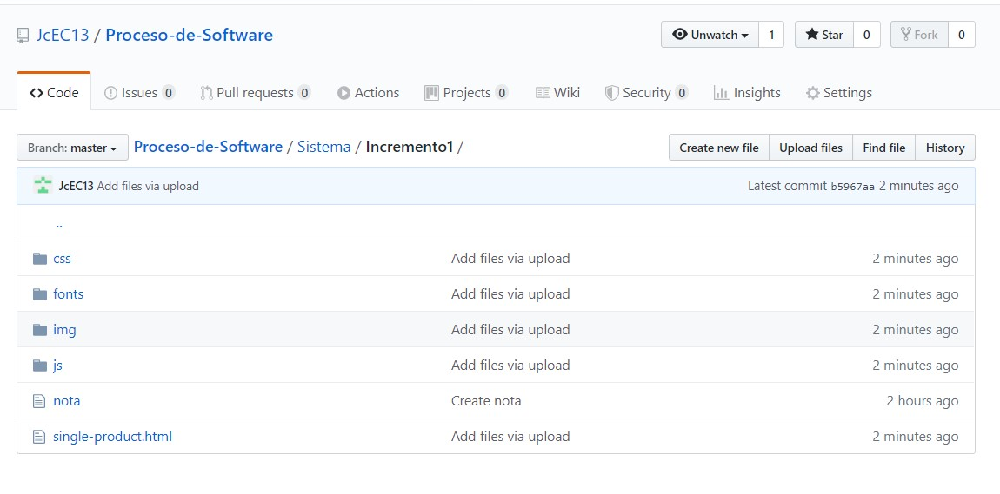 JcEC13 / Proceso-de-Software
Unwatch 1 Star 0 Fork 0
Code Issues 0 Pull requests 0 Actions Projects 0 Wiki Security 0 Insights Settings
Branch: master Proceso-de-Software / Sistema / Incremento1 / Create new file Upload files Find file History
JcEC13 Add files via upload Latest commit b5967aa 2 minutes ago
..
css Add files via upload 2 minutes ago
fonts Add files via upload 2 minutes ago
img Add files via upload 2 minutes ago
js Add files via upload 2 minutes ago
nota Create nota 2 hours ago
single-product.html Add files via upload 2 minutes ago